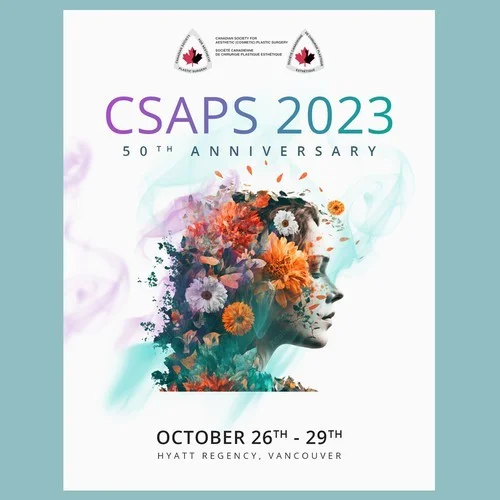 CANADIAN SOCIETY FOR
AESTHETIC (COSMETIC) PLASTIC SURGERY
SOCIÉTÉ CANADIENNE
DE CHIRURGIE PLASTIQUE ESTHÉTIQUE
CSAPS 2023
50TH ANNIVERSARY
OCTOBER 26TH - 29TH
HYATT REGENCY, VANCOUVER